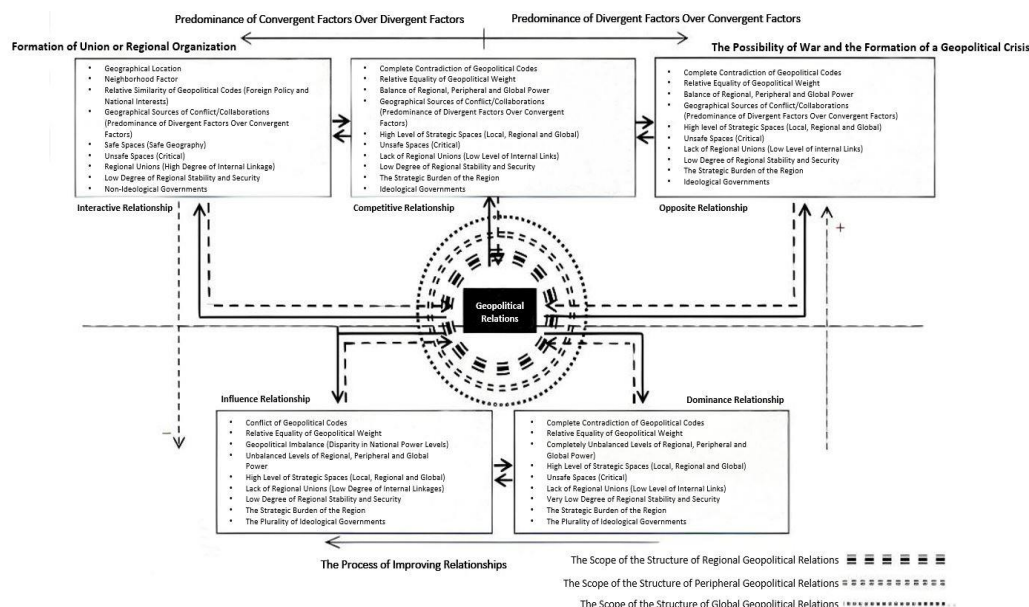 Predominance of Convergent Factors Over Divergent Factors
Predominance of Divergent Factors Over Convergent Factors
Formation of Union or Regional Organization
The Possibility of War and the Formation of a Geopolitical Crisis
• Geographical Location
• Neighborhood Factor
• Relative Similarity of Geopolitical Codes (Foreign Policy and
National Interests)
• Geographical Sources of Conflict/Collaborations
(Predominance of Divergent Factors Over Convergent
Factors)
• Safe Spaces (Safe Geography)
• Unsafe Spaces (Critical)
• Regional Unions (High Degree of Internal Linkage)
• Low Degree of Regional Stability and Security
• Non-Ideological Governments
Interactive Relationship
• Complete Contradiction of Geopolitical Codes
• Relative Equality of Geopolitical Weight
• Balance of Regional, Peripheral and Global Power
• Geographical Sources of Conflict/Collaborations
(Predominance of Divergent Factors Over Convergent
Factors)
• High Level of Strategic Spaces (Local, Regional and Global)
• Unsafe Spaces (Critical)
• Lack of Regional Unions (Low Level of Internal Links)
• Low Degree of Regional Stability and Security
• The Strategic Burden of the Region
• Ideological Governments
Competitive Relationship
• Complete Contradiction of Geopolitical Codes
• Relative Equality of Geopolitical Weight
• Balance of Regional, Peripheral and Global Power
• Geographical Sources of Conflict/Collaborations
(Predominance of Divergent Factors Over Convergent Factors)
• High level of Strategic Spaces (Local, Regional and Global)
• Unsafe Spaces (Critical)
• Lack of Regional Unions (Low Level of internal Links)
• Low Degree of Regional Stability and Security
• The Strategic Burden of the Region
• Ideological Governments
Opposite Relationship
+
Geopolitical
Relations
−
Influence Relationship
• Conflict of Geopolitical Codes
• Relative Equality of Geopolitical Weight
• Geopolitical Imbalance (Disparity in National Power Levels)
• Unbalanced Levels of Regional, Peripheral and Global
Power
• High Level of Strategic Spaces (Local, Regional and Global)
• Lack of Regional Unions (Low Degree of Internal Linkages)
• Low Degree of Regional Stability and Security
• The Strategic Burden of the Region
• The Plurality of Ideological Governments
Dominance Relationship
• Complete Contradiction of Geopolitical Codes
• Relative Equality of Geopolitical Weight
• Completely Unbalanced Levels of Regional, Peripheral and
Global Power)
• High Level of Strategic Spaces (Local, Regional and Global)
• Unsafe Spaces (Critical)
• Lack of Regional Unions (Low Level of Internal Links)
• Very Low Degree of Regional Stability and Security
• The Strategic Burden of the Region
• The Plurality of Ideological Governments
The Process of Improving Relationships
The Scope of the Structure of Regional Geopolitical Relations
The Scope of the Structure of Peripheral Geopolitical Relations
The Scope of the Structure of Global Geopolitical Relations